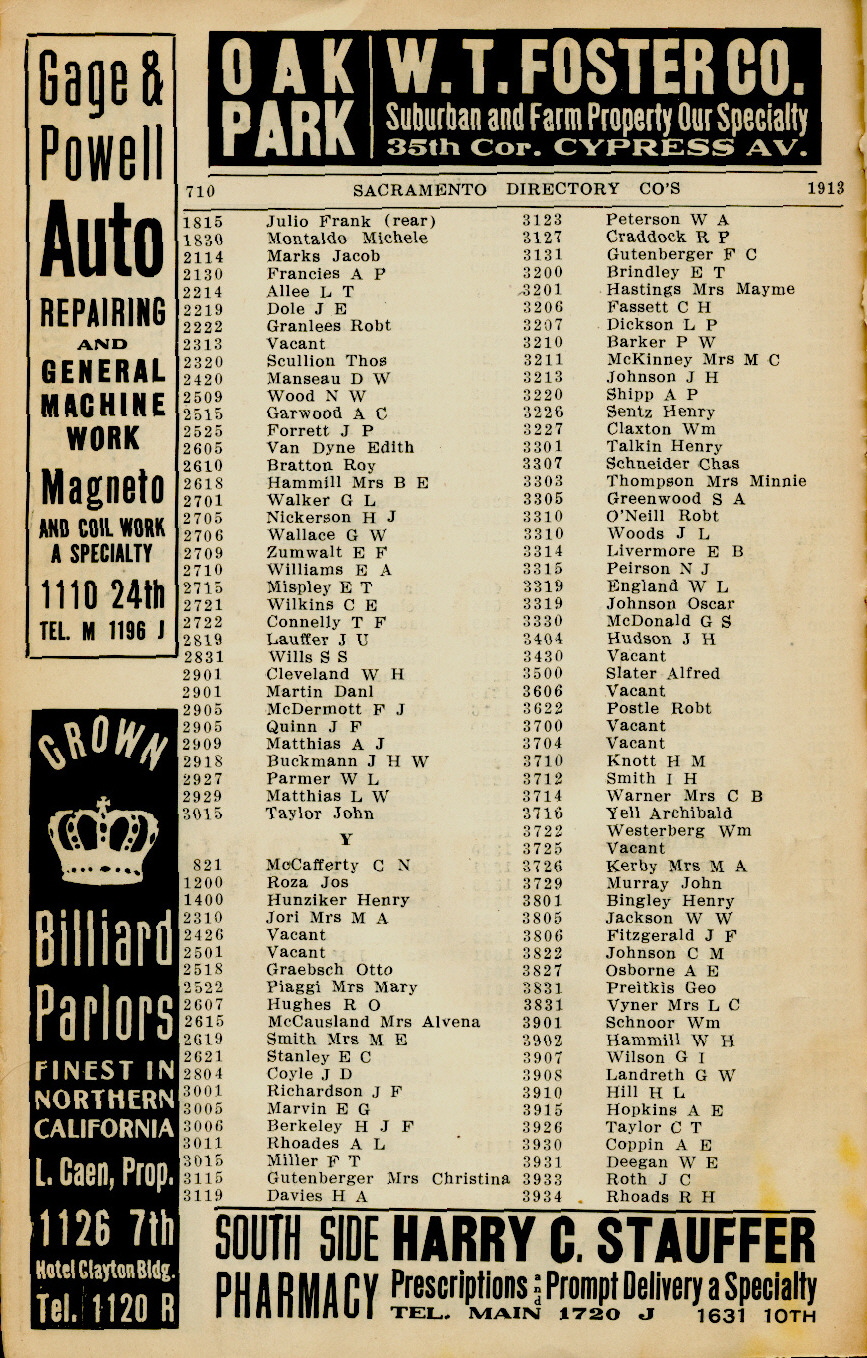 OAK PARK
W. T. FOSTER CO.
Suburban and Farm Property Our Specialty
35th Cor. CYPRESS AV.
Gage &
Powell
Auto
REPAIRING
AND
GENERAL
MACHINE
WORK
Magneto
AND COIL WORK
A SPECIALTY
1110 24th
TEL. M 1196 J
CROWN
Billiard
Parlors
FINEST IN
NORTHERN
CALIFORNIA
L. Caen, Prop.
1126 7th
Hotel Clayton Bldg.
Tel. 1120 R
710 SACRAMENTO DIRECTORY CO'S 1913
1815 Julio Frank (rear)
1830 Montaldo Michele
2114 Marks Jacob
2130 Francies A P
2214 Allee L T
2219 Dole J E
2222 Granlees Robt
2313 Vacant
2320 Scullion Thos
2420 Manseau D W
2509 Wood N W
2515 Garwood A C
2525 Forrett J P
2605 Van Dyne Edith
2610 Bratton Roy
2618 Hammill Mrs B E
2701 Walker G L
2705 Nickerson H J
2706 Wallace G W
2709 Zumwalt E F
2710 Williams E A
2715 Mispley E T
2721 Wilkins C E
2722 Connelly T F
2819 Lauffer J U
2831 Wills S S
2901 Cleveland W H
2901 Martin Danl
2905 McDermott F J
2905 Quinn J F
2909 Matthias A J
2918 Buckmann J H W
2927 Parmer W L
2929 Matthias L W
3015 Taylor John
Y
821 McCafferty C N
1200 Roza Jos
1400 Hunziker Henry
2310 Jori Mrs M A
2426 Vacant
2501 Vacant
2518 Graebsch Otto
2522 Piaggi Mrs Mary
2607 Hughes R O
2615 McCausland Mrs Alvena
2619 Smith Mrs M E
2621 Stanley E C
2804 Coyle J D
3001 Richardson J F
3005 Marvin E G
3006 Berkeley H J F
3011 Rhoades A L
3015 Miller F T
3115 Gutenberger Mrs Christina
3119 Davies H A
3123 Peterson W A
3127 Craddock R P
3131 Gutenberger F C
3200 Brindley E T
3201 Hastings Mrs Mayme
3206 Fassett C H
3207 Dickson L P
3210 Barker P W
3211 McKinney Mrs M C
3213 Johnson J H
3220 Shipp A P
3226 Sentz Henry
3227 Claxton Wm
3301 Talkin Henry
3307 Schneider Chas
3303 Thompson Mrs Minnie
3305 Greenwood S A
3310 O'Neill Robt
3310 Woods J L
3314 Livermore E B
3315 Peirson N J
3319 England W L
3319 Johnson Oscar
3330 McDonald G S
3404 Hudson J H
3430 Vacant
3500 Slater Alfred
3606 Vacant
3622 Postle Robt
3700 Vacant
3704 Vacant
3710 Knott H M
3712 Smith I H
3714 Warner Mrs C B
3716 Yell Archibald
3722 Westerberg Wm
3725 Vacant
3726 Kerby Mrs M A
3729 Murray John
3801 Bingley Henry
3805 Jackson W W
3806 Fitzgerald J F
3822 Johnson C M
3827 Osborne A E
3831 Preitkis Geo
3831 Vyner Mrs L C
3901 Schnoor Wm
3902 Hammill W H
3907 Wilson G I
3908 Landreth G W
3910 Hill H L
3915 Hopkins A E
3926 Taylor C T
3930 Coppin A E
3931 Deegan W E
3933 Roth J C
3934 Rhoads R H
SOUTH SIDE PHARMACY
HARRY C. STAUFFER
Prescriptions and Prompt Delivery a Specialty
TEL. MAIN 1720 J 1631 10TH